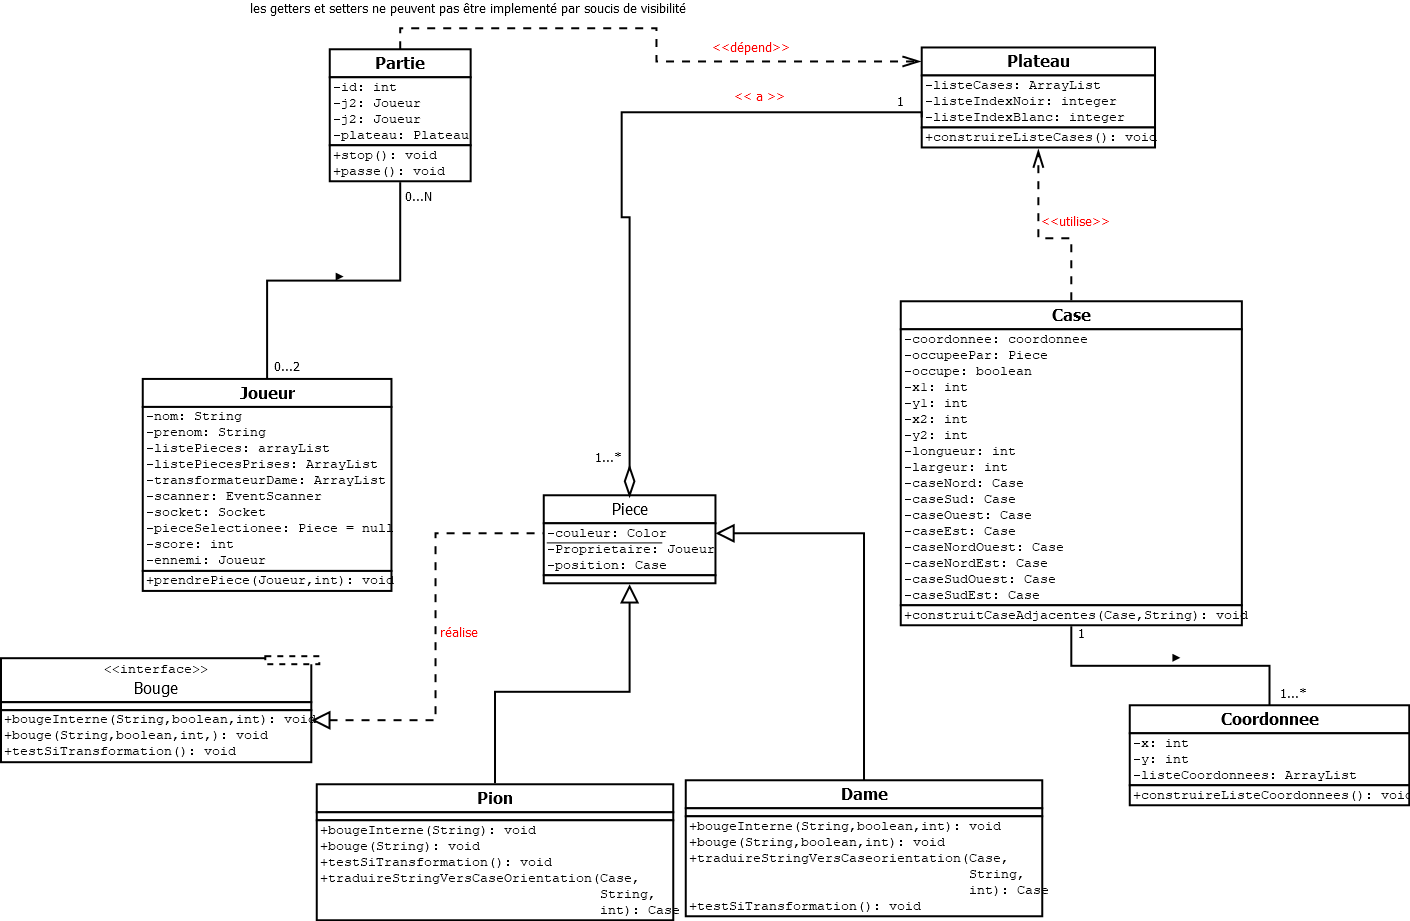 les getters et setters ne peuvent pas être implementé par soucis de visibilité
Partie
-id: int
-j2: Joueur
-j2: Joueur
-plateau: Plateau
+stop(): void
+passe(): void
<<dépend>>
<< a >>
1
Plateau
-listeCases: ArrayList
-listeIndexNoir: integer
-listeIndexBlanc: integer
+construireListeCases(): void
0...N
<<utilise>>
0...2
Joueur
-nom: String
-prenom: String
-listePieces: arrayList
-listePiecesPrises: ArrayList
-transformateurDame: ArrayList
-scanner: EventScanner
-socket: Socket
-pieceSelectionee: Piece = null
-score: int
-ennemi: Joueur
+prendrePiece(Joueur,int): void
Case
-coordonnee: coordonnee
-occupeePar: Piece
-occupe: boolean
-x1: int
-y1: int
-x2: int
-y2: int
-longueur: int
-largeur: int
-caseNord: Case
-caseSud: Case
-caseOuest: Case
-caseEst: Case
-caseNordOuest: Case
-caseNordEst: Case
-caseSudOuest: Case
-caseSudEst: Case
+construitCaseAdjacentes(Case,String): void
1...*
Piece
-couleur: Color
-Proprietaire: Joueur
-position: Case
réalise
<<interface>>
Bouge
+bougeInterne(String,boolean,int): void
+bouge(String,boolean,int,): void
+testSiTransformation(): void
1
1...*
Coordonnee
-x: int
-y: int
-listeCoordonnees: ArrayList
+construireListeCoordonnees(): void
Pion
+bougeInterne(String): void
+bouge(String): void
+testSiTransformation(): void
+traduireStringVersCaseOrientation(Case,
String,
int): Case
Dame
+bougeInterne(String,boolean,int): void
+bouge(String,boolean,int): void
+traduireStringVersCaseorientation(Case,
String,
int): Case
+testSiTransformation(): void